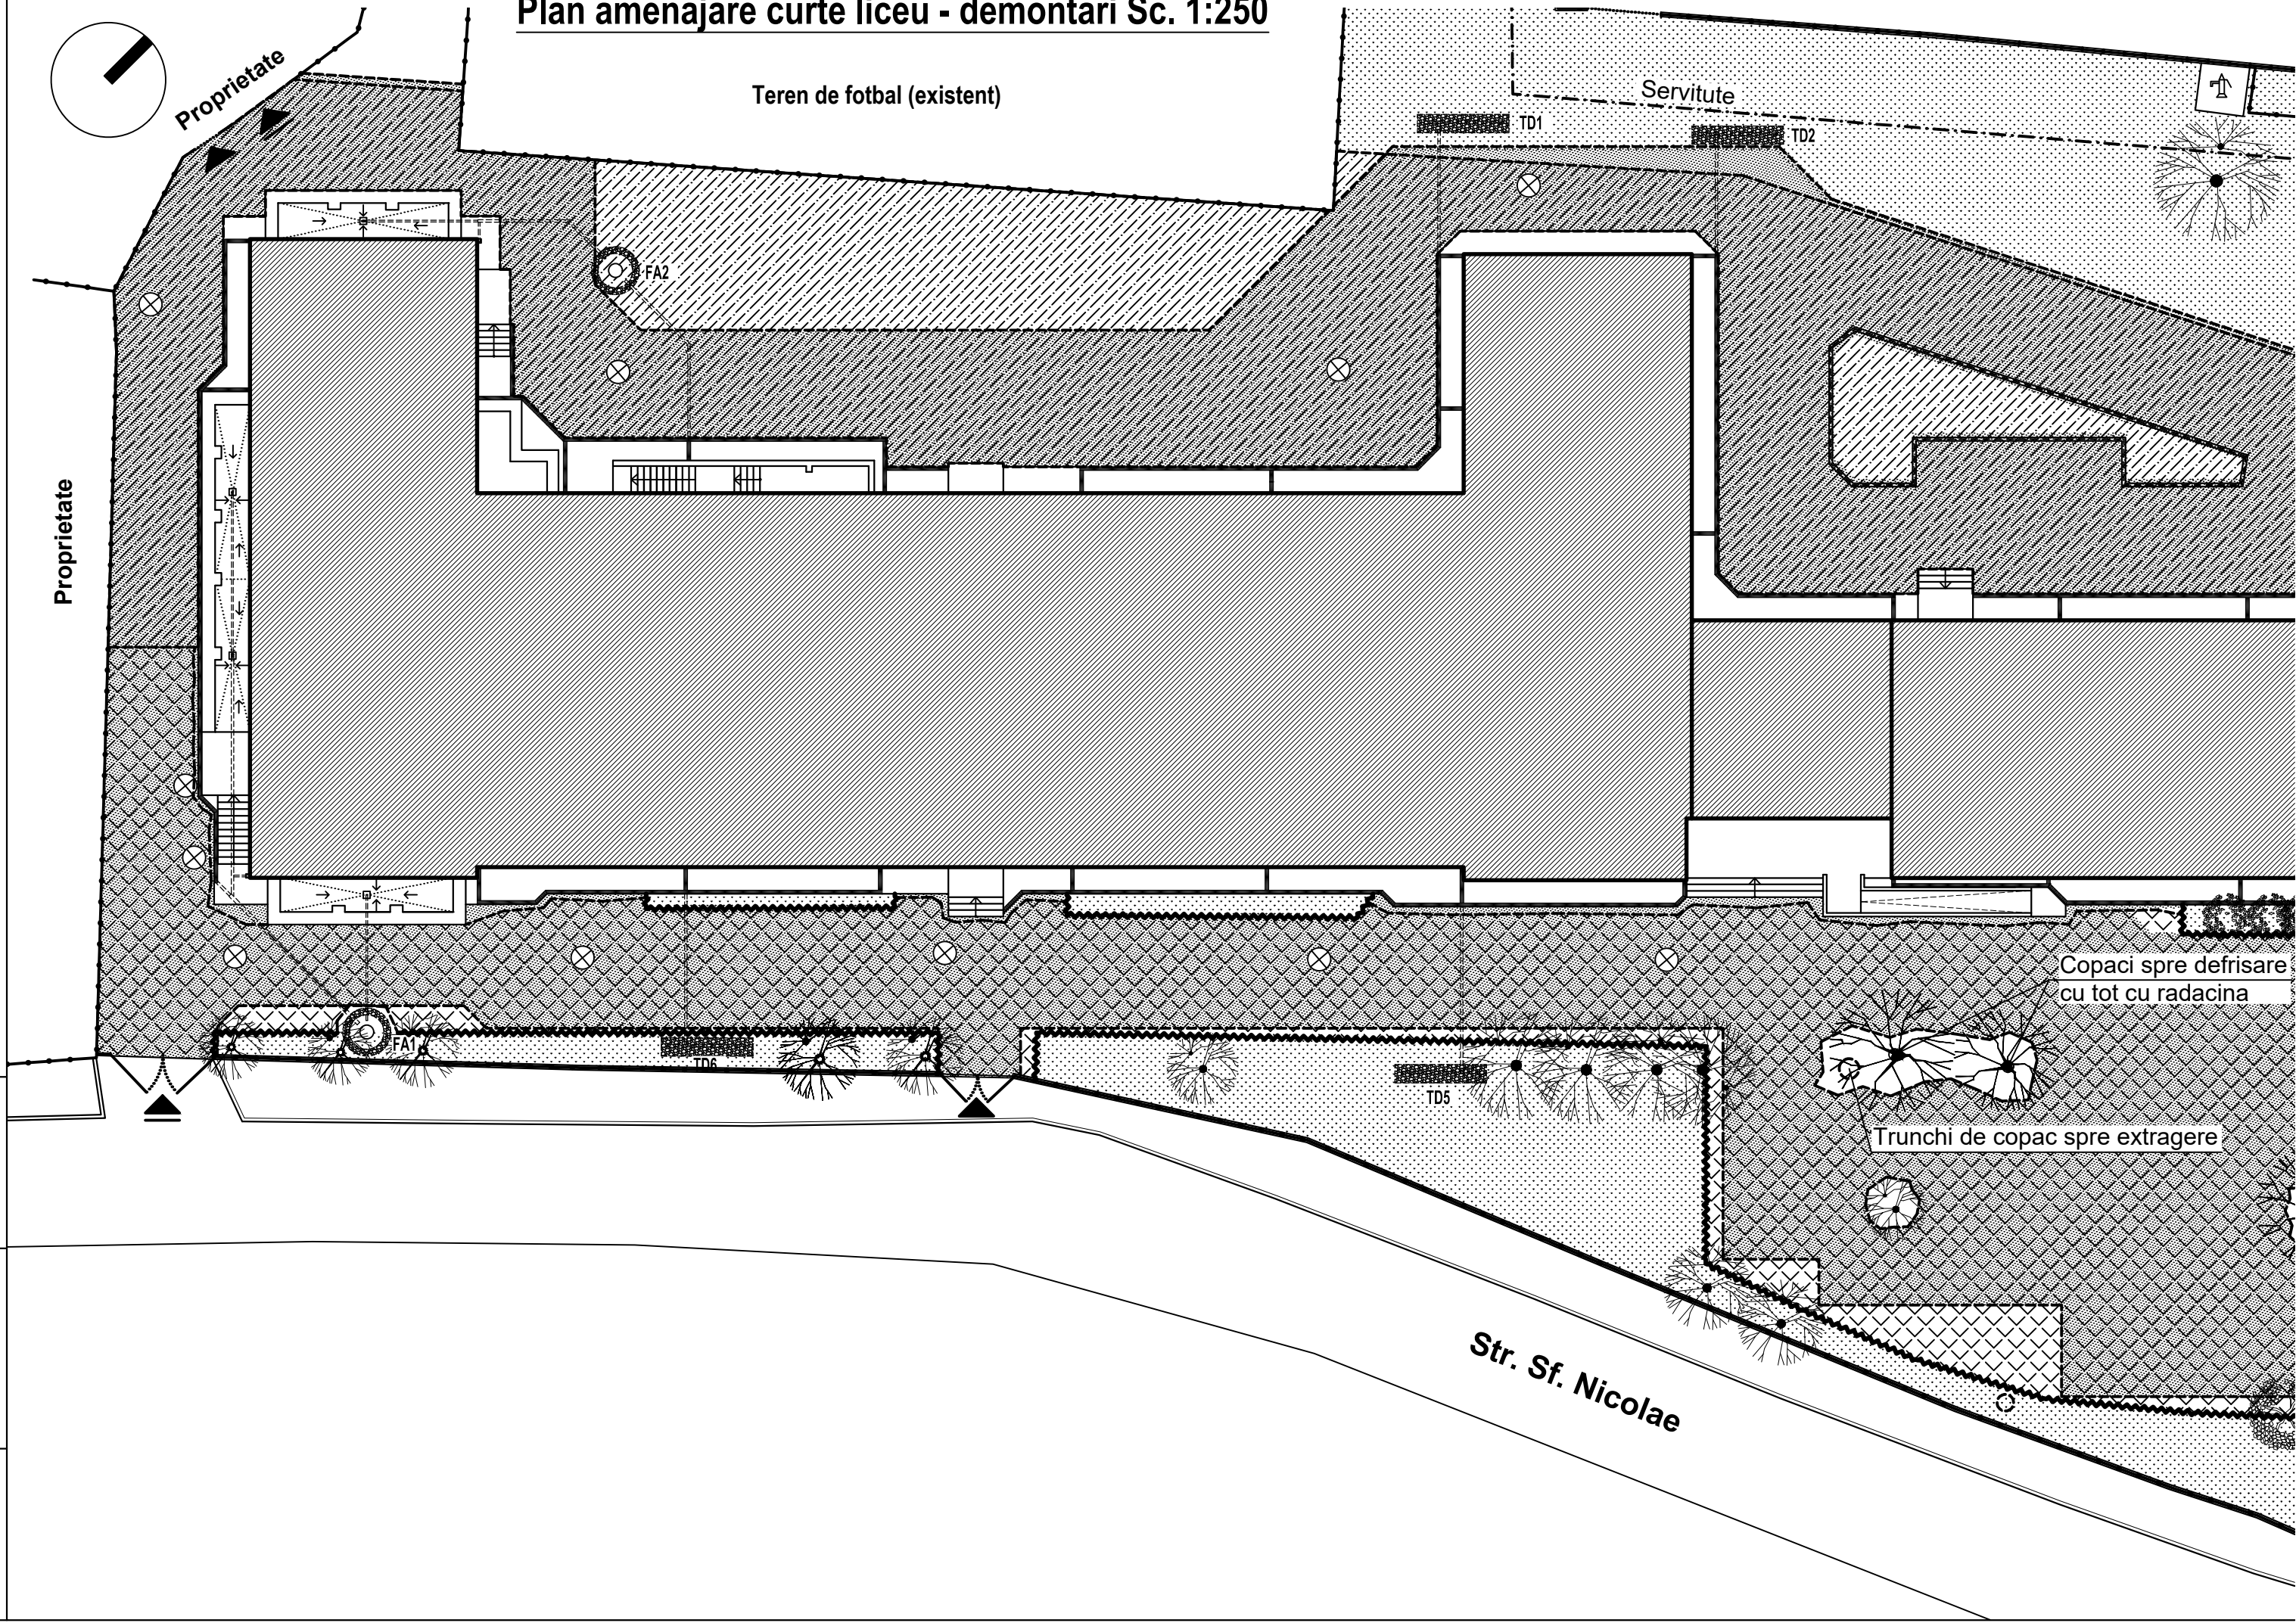 Plan amenajare curte liceu - demontari Sc. 1:250
Proprietate
Teren de fotbal (existent)
Servitute
TD1
TD2
FA2
Proprietate
Copaci spre defrisare
cu tot cu radacina
FA1
TD6
TD5
Trunchi de copac spre extragere
Str. Sf. Nicolae